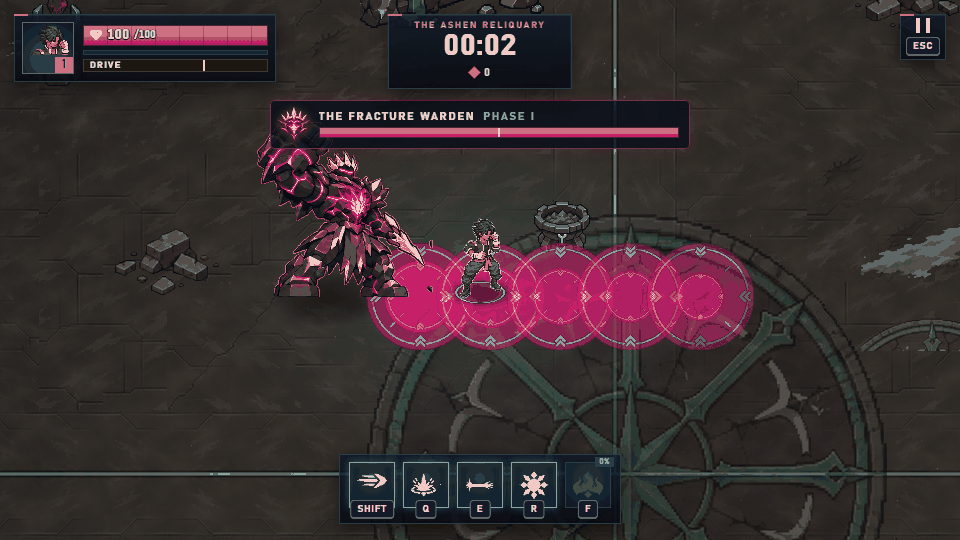 100 /100
1
DRIVE
THE ASHEN RELIQUARY
00:02
0
ESC
THE FRACTURE WARDEN PHASE I
0%
SHIFT
Q
E
R
F